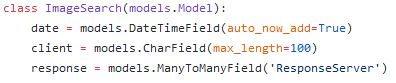 class ImageSearch(models.Model):
    date = models.DateTimeField(auto_now_add=True)
    client = models.CharField(max_length=100)
    response = models.ManyToManyField('ResponseServer')